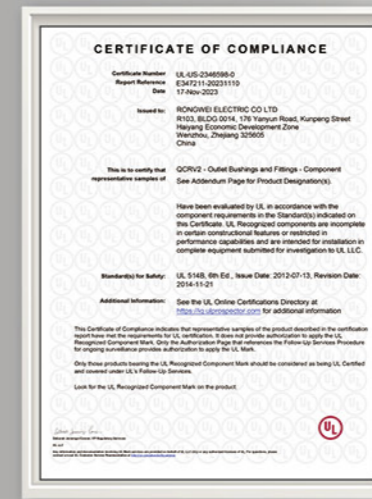 CERTIFICATE OF COMPLIANCE
Certificate Number UL-US-2346598-0
Report Reference E347211-20231110
Date 17-Nov-2023
Issued to: RONGWEI ELECTRIC CO LTD
R103, BLDG 0014, 176 Yanyun Road, Kunpeng Street
Haiyang Economic Development Zone
Wenzhou, Zhejiang 325605
China
This is to certify that QCRV2 - Outlet Bushings and Fittings - Component
representative samples of See Addendum Page for Product Designation(s).
Have been evaluated by UL in accordance with the
component requirements in the Standard(s) indicated on
this Certificate. UL Recognized components are incomplete
in certain constructional features or restricted in
performance capabilities and are intended for installation in
complete equipment submitted for investigation to UL LLC.
Standard(s) for Safety: UL 514B, 6th Ed., Issue Date: 2012-07-13, Revision Date:
2014-11-21
Additional Information: See the UL Online Certifications Directory at
https://iq.ulprospector.com for additional information
This Certificate of Compliance indicates that representative samples of the product described in the certification
report have met the requirements for UL certification. It does not provide authorization to apply the UL
Recognized Component Mark. Only the Authorization Page that references the Follow-Up Services Procedure
for ongoing surveillance provides authorization to apply the UL Mark.
Only those products bearing the UL Recognized Component Mark should be considered as being UL Certified
and covered under UL's Follow-Up Services.
Look for the UL Recognized Component Mark on the product.
UL